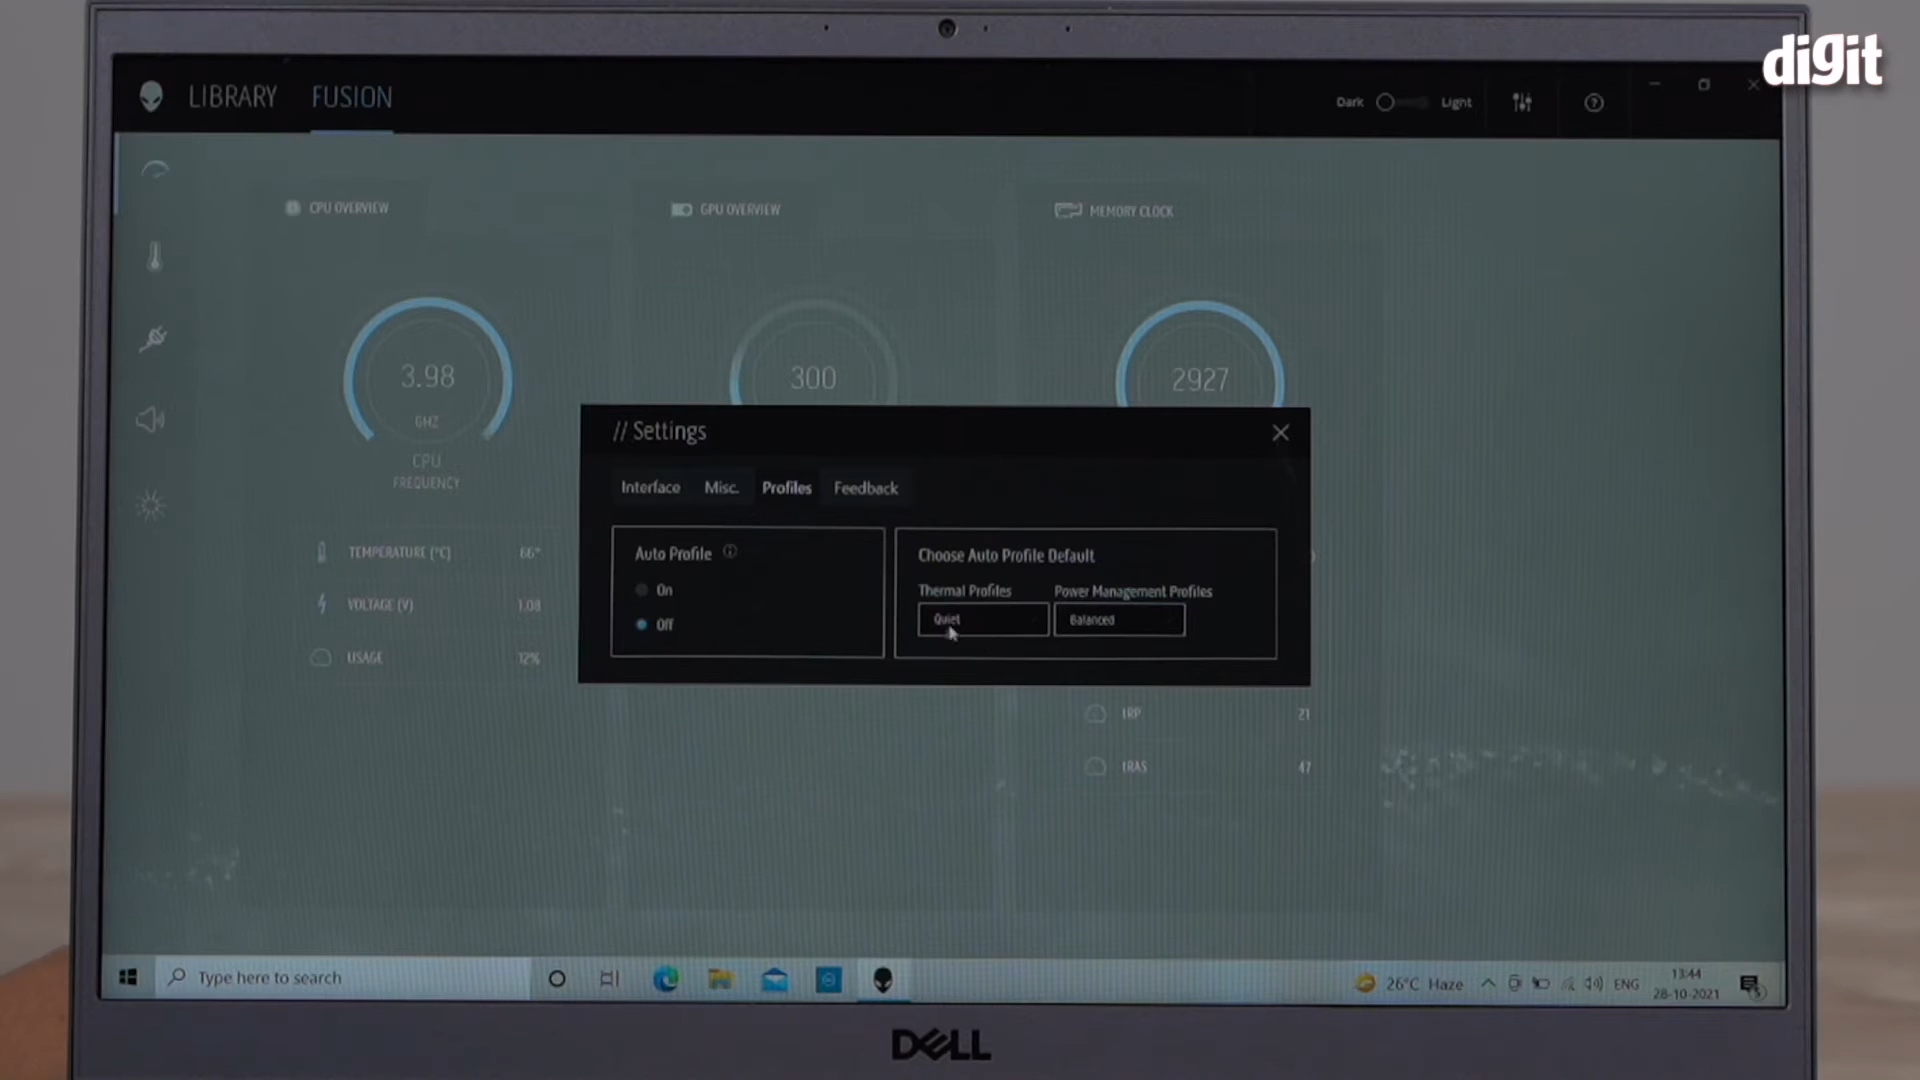 digit
LIBRARY FUSION
Dark Light
CPU OVERVIEW
GPU OVERVIEW
MEMORY CLOCK
3.98
GHZ
CPU
FREQUENCY
300
2927
// Settings
Interface Misc. Profiles Feedback
Auto Profile
On
Off
Choose Auto Profile Default
Thermal Profiles Power Management Profiles
Quiet Balanced
TEMPERATURE (°C) 66°
VOLTAGE (V) 1.08
USAGE 12%
tRP 21
tRAS 47
Type here to search
26°C Haze
ENG
13:44
28-10-2021
5
DELL